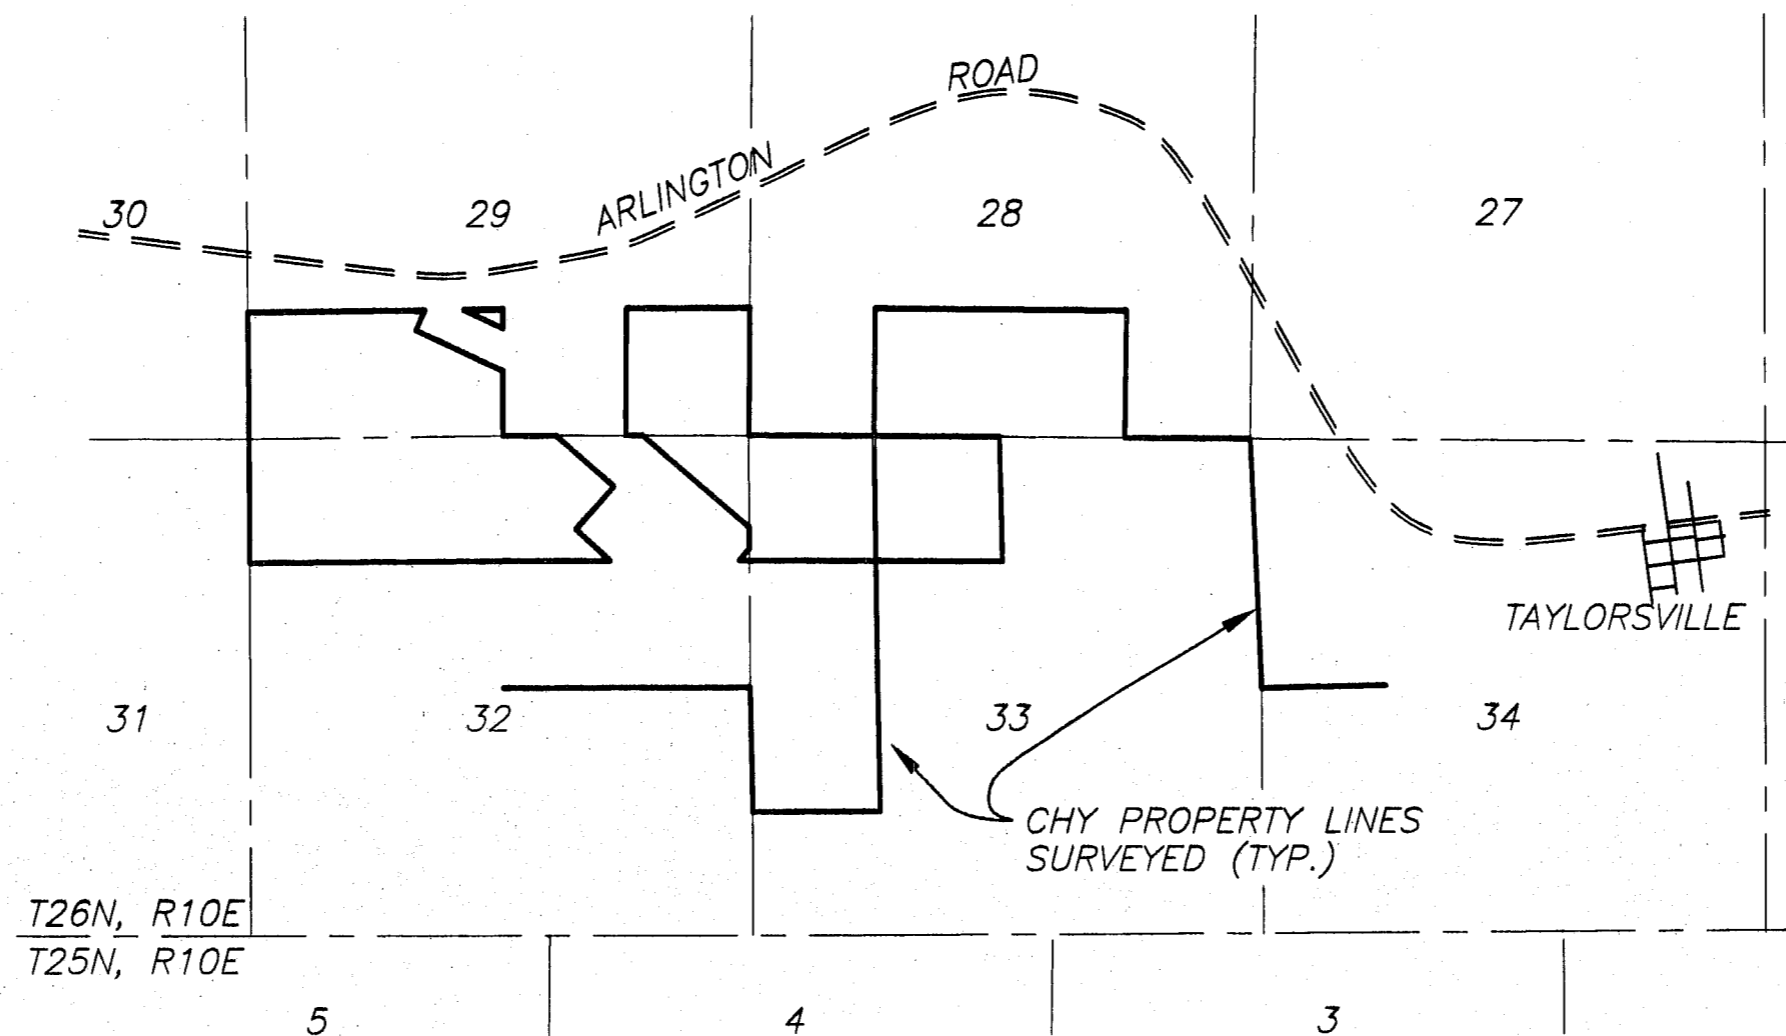 ROAD
ARLINGTON
30
29
28
27
TAYLORSVILLE
31
32
33
34
CHY PROPERTY LINES
SURVEYED (TYP.)
T26N, R10E
T25N, R10E
5
4
3